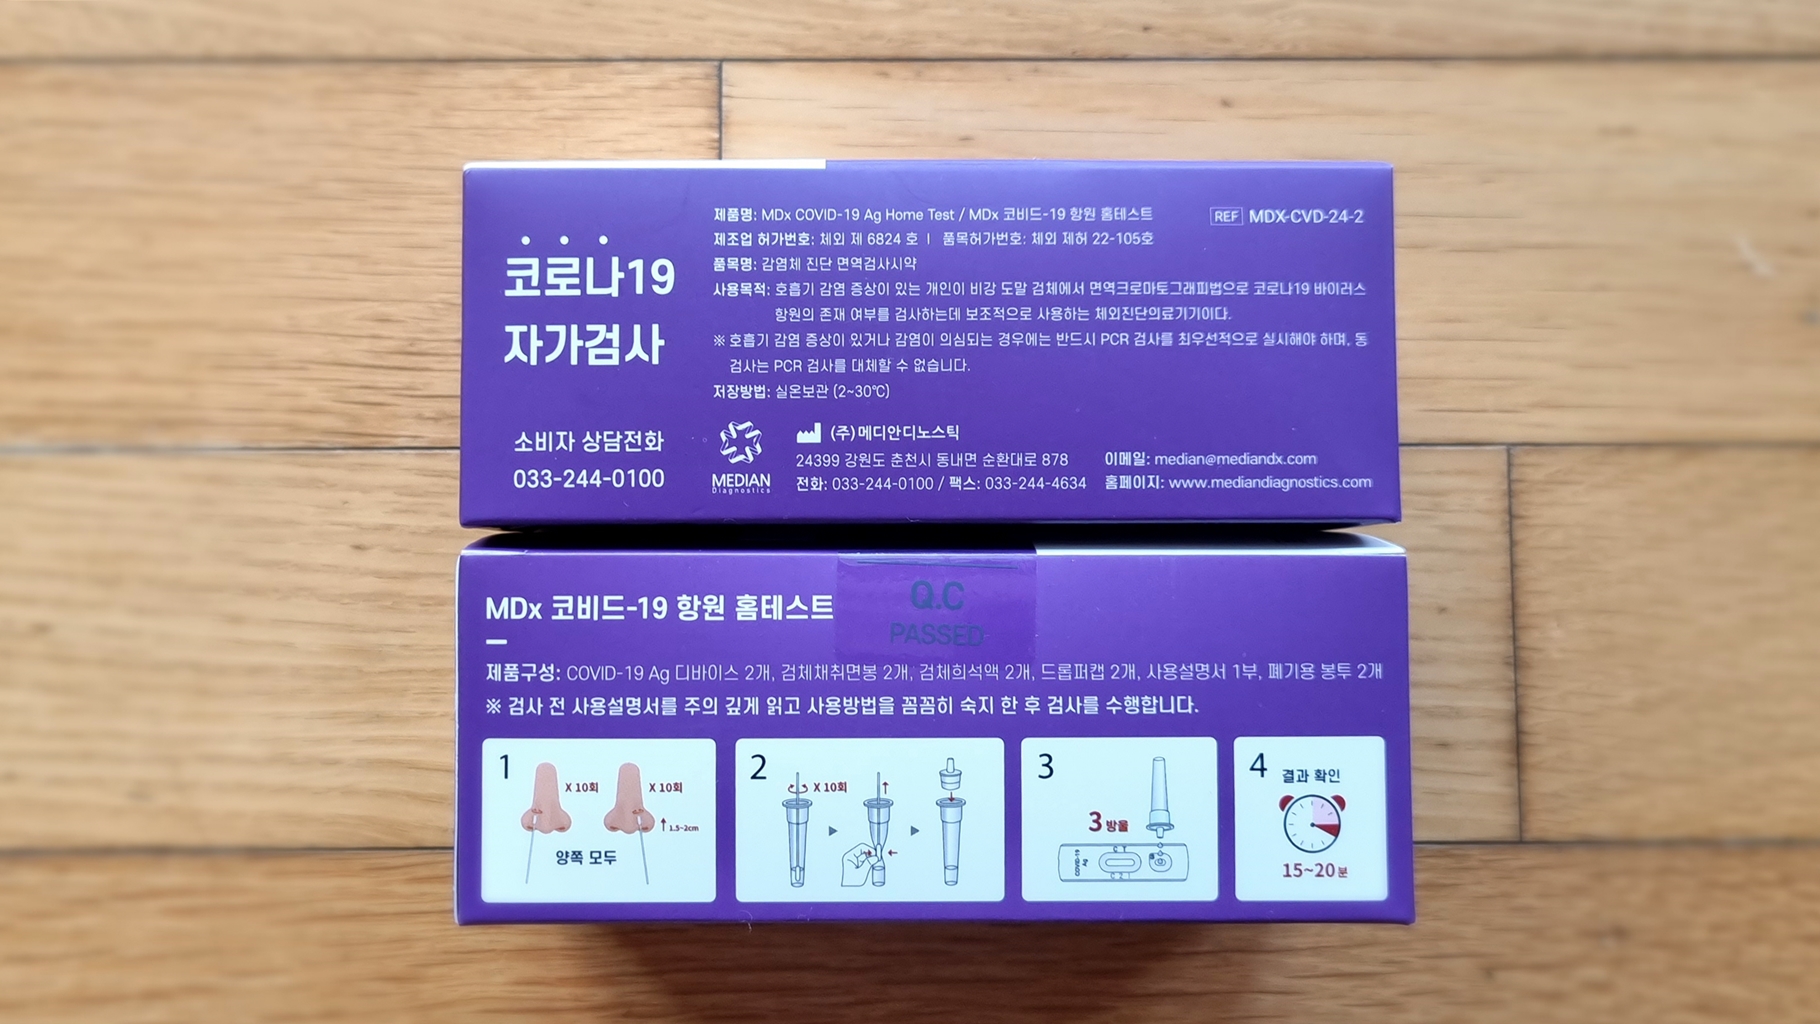 코로나19
자가검사
소비자 상담전화
033-244-0100
제품명: MDx COVID-19 Ag Home Test / MDx 코비드-19 항원 홈테스트
REF MDX-CVD-24-2
제조업 허가번호: 체외 제 6824 호 | 품목허가번호: 체외 제허 22-105호
품목명: 감염체 진단 면역검사시약
사용목적: 호흡기 감염 증상이 있는 개인이 비강 도말 검체에서 면역크로마토그래피법으로 코로나19 바이러스
항원의 존재 여부를 검사하는데 보조적으로 사용하는 체외진단의료기기이다.
※ 호흡기 감염 증상이 있거나 감염이 의심되는 경우에는 반드시 PCR 검사를 최우선적으로 실시해야 하며, 동
검사는 PCR 검사를 대체할 수 없습니다.
저장방법: 실온보관 (2~30℃)
MEDIAN
Diagnostics
(주)메디안디노스틱
24399 강원도 춘천시 동내면 순환대로 878
전화: 033-244-0100 / 팩스: 033-244-4634
이메일: median@mediandx.com
홈페이지: www.mediandiagnostics.com
MDx 코비드-19 항원 홈테스트
Q.C
PASSED
제품구성: COVID-19 Ag 디바이스 2개, 검체채취면봉 2개, 검체희석액 2개, 드롭퍼캡 2개, 사용설명서 1부, 폐기용 봉투 2개
※ 검사 전 사용설명서를 주의 깊게 읽고 사용방법을 꼼꼼히 숙지 한 후 검사를 수행합니다.
1
X 10회
X 10회
1.5~2cm
양쪽 모두
2
X 10회
3
3 방울
COVID-19
Ag
C T
4
결과 확인
15~20분